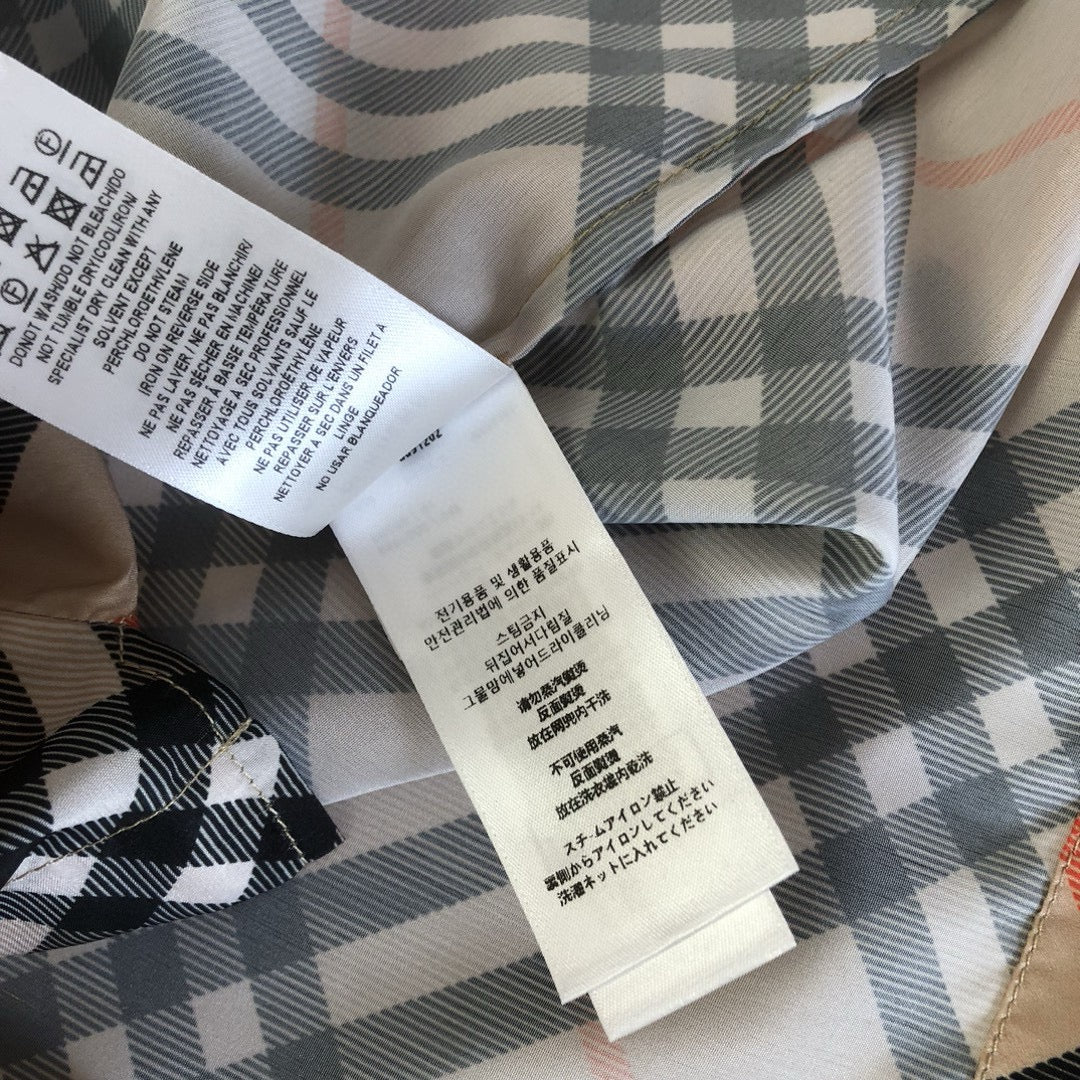 DO NOT WASH/DO NOT BLEACH/DO
NOT TUMBLE DRY/COOL IRON/
SPECIALIST DRY CLEAN WITH ANY
SOLVENT EXCEPT
PERCHLOROETHYLENE
DO NOT STEAM
IRON ON REVERSE SIDE
NE PAS LAVER/ NE PAS BLANCHIR/
NE PAS SÉCHER EN MACHINE/
REPASSER À BASSE TEMPÉRATURE
NETTOYAGE À SEC PROFESSIONNEL
AVEC TOUS SOLVANTS SAUF LE
PERCHLOROÉTHYLÈNE
NE PAS UTILISER DE VAPEUR
REPASSER SUR L'ENVERS
NETTOYER A SEC DANS UN FILET A
LINGE
NO USAR BLANQUEADOR
전기용품 및 생활용품
안전관리법에 의한 품질표시
스팀금지
뒤집어서다림질
그물망에넣어드라이클리닝
请勿蒸汽熨烫
反面熨烫
放在网兜内干洗
不可使用蒸汽
反面熨燙
放在洗衣袋内乾洗
スチームアイロン禁止
裏側からアイロンしてください
洗濯ネットに入れてください